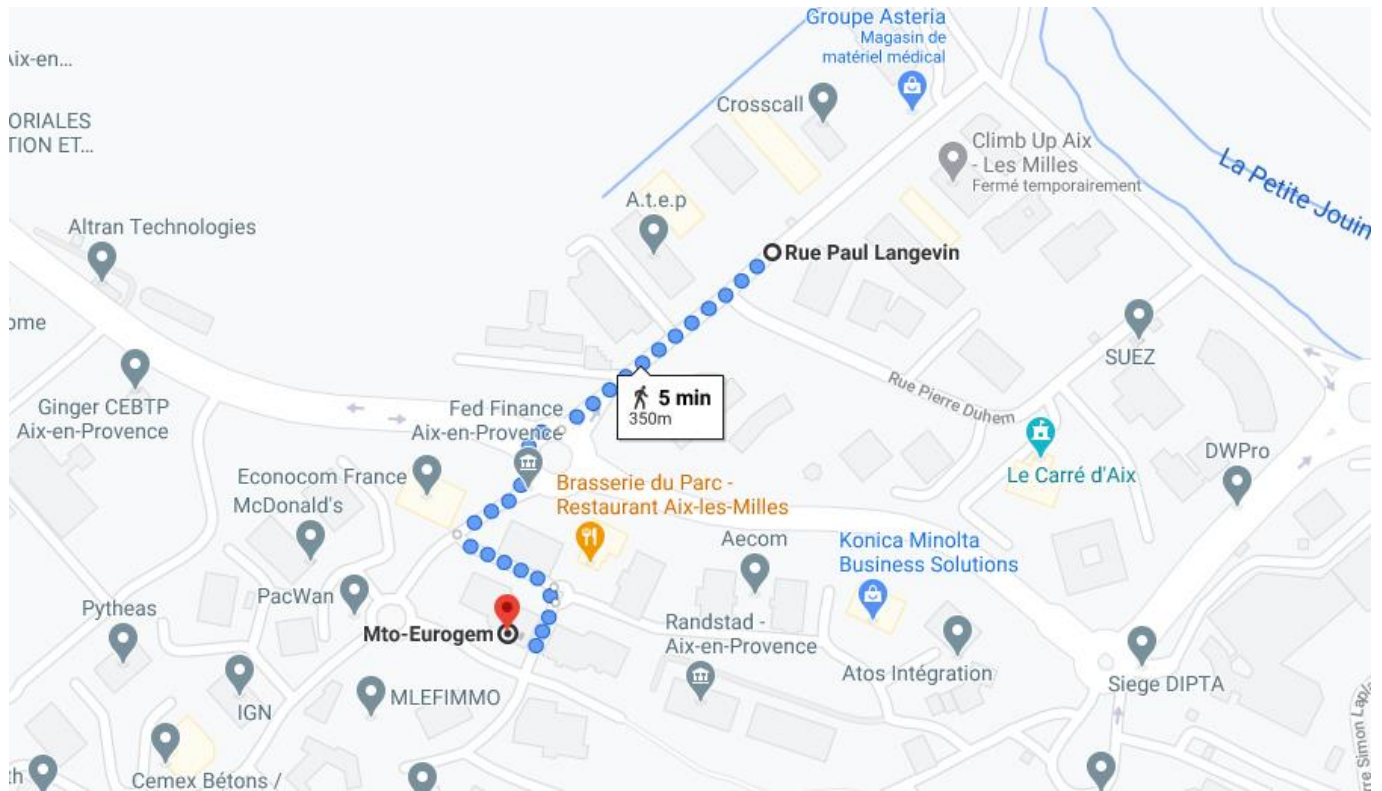 Groupe Asteria
Magasin de
matériel médical
Aix-en...
Crosscall
ORIALES
TION ET...
Climb Up Aix
- Les Milles
Fermé temporairement
La Petite Jouin
A.t.e.p
Altran Technologies
Rue Paul Langevin
ome
SUEZ
5 min
350m
Rue Pierre Duhem
Ginger CEBTP
Aix-en-Provence
Fed Finance
Aix-en-Provence
DWPro
Le Carré d'Aix
Econocom France
McDonald's
Brasserie du Parc -
Restaurant Aix-les-Milles
Aecom
Konica Minolta
Business Solutions
PacWan
Pytheas
Mto-Eurogem
Randstad -
Aix-en-Provence
Atos Intégration
Siege DIPTA
IGN
MLEFIMMO
rre Simon Lapla
th
Cemex Bétons /